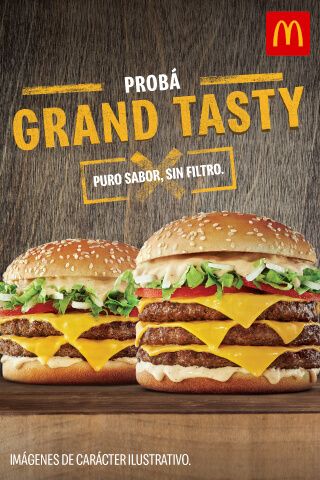 PROBÁ
GRAND TASTY
PURO SABOR, SIN FILTRO.
IMÁGENES DE CARÁCTER ILUSTRATIVO.